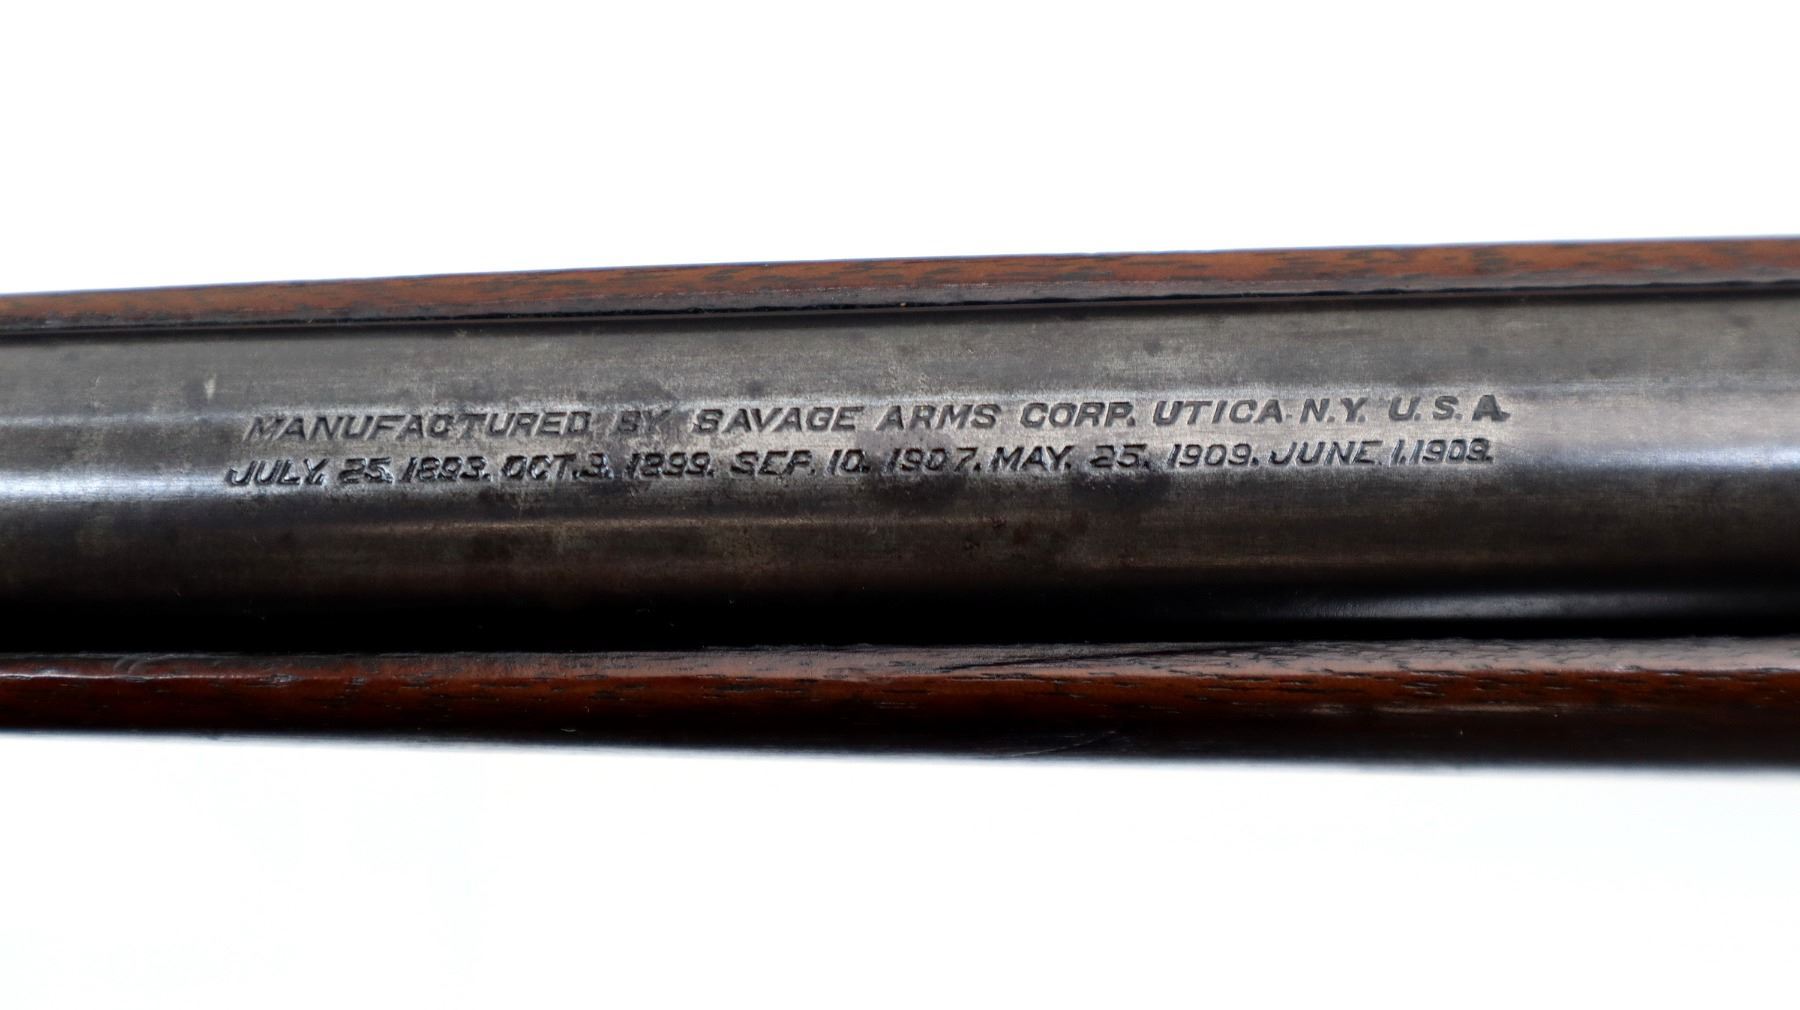 MANUFACTURED BY SAVAGE ARMS CORP. UTICA N.Y. U.S.A.
JULY. 25. 1893. OCT. 3. 1899. SEP. 10. 1907. MAY. 25. 1909. JUNE. 1. 1909.